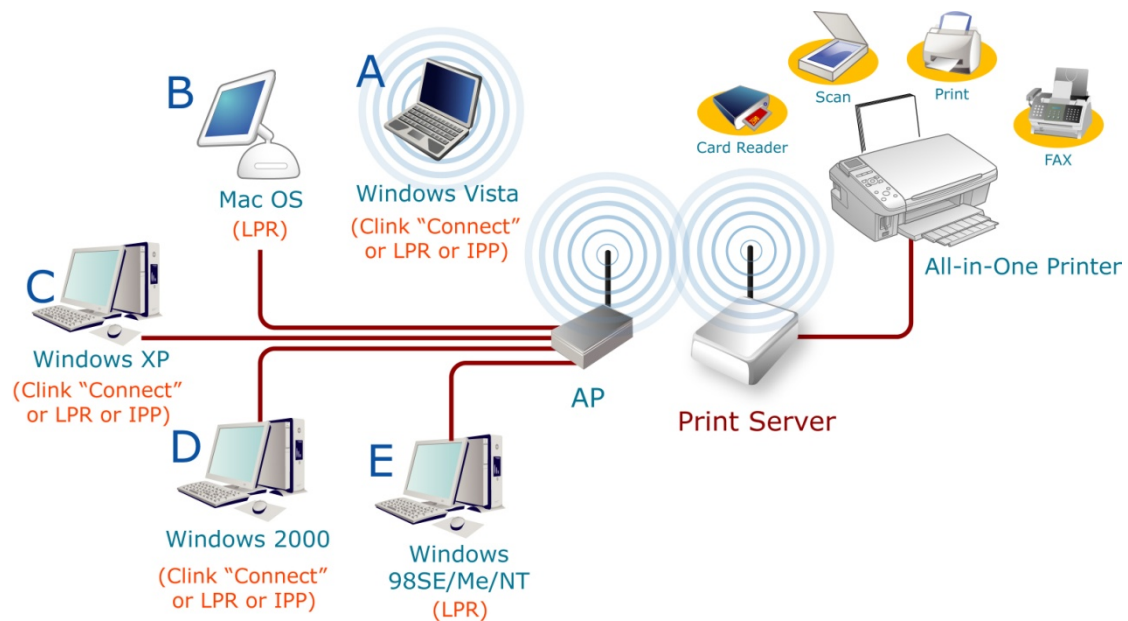 A
Windows Vista
(Clink “Connect”
or LPR or IPP)
B
Mac OS
(LPR)
C
Windows XP
(Clink “Connect”
or LPR or IPP)
D
Windows 2000
(Clink “Connect”
or LPR or IPP)
E
Windows
98SE/Me/NT
(LPR)
AP
Print Server
All-in-One Printer
Card Reader
Scan
Print
FAX